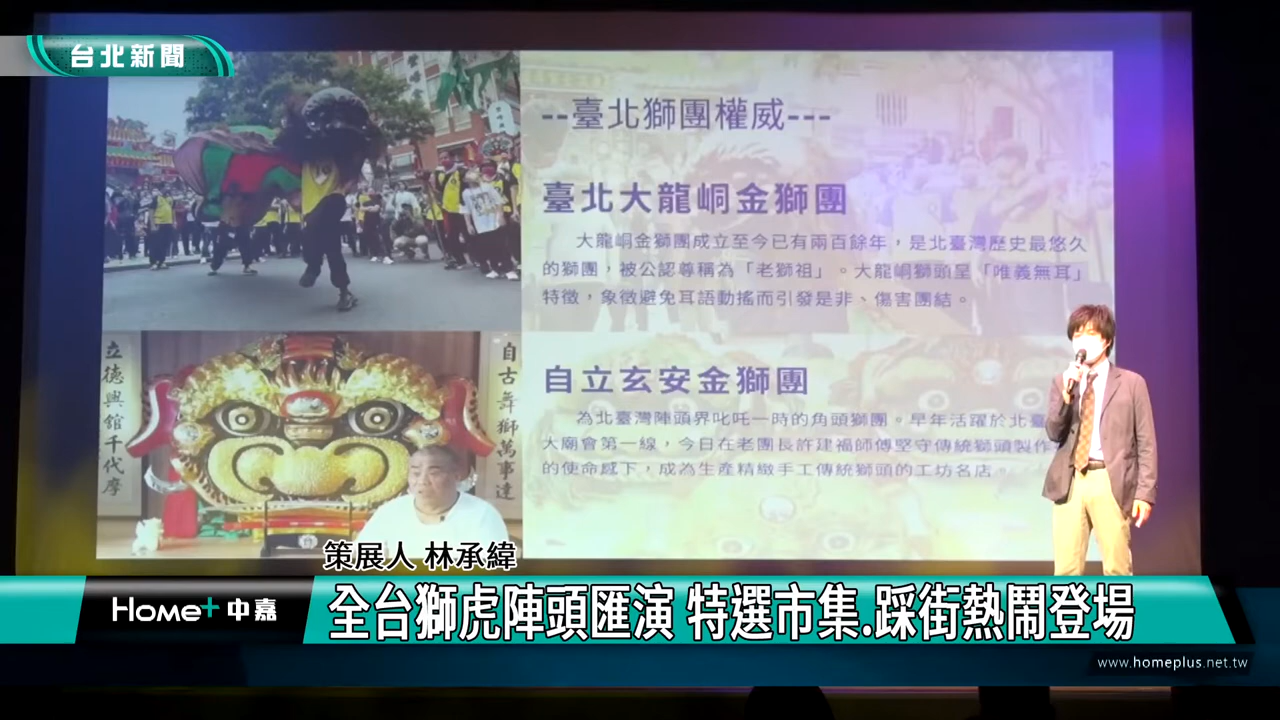 台北新聞
--臺北獅團權威---
臺北大龍峒金獅團
大龍峒金獅團成立至今已有兩百餘年，是北臺灣歷史最悠久
的獅團，被公認尊稱為「老獅祖」。大龍峒獅頭呈「唯義無耳」
特徵，象徵避免耳語動搖而引發是非、傷害團結。
立德興館千代摩
自古舞獅萬事達
自立玄安金獅團
為北臺灣陣頭界叱吒一時的角頭獅團。早年活躍於北臺
大廟會第一線，今日在老團長許建福師傅堅守傳統獅頭製作
的使命感下，成為生產精緻手工傳統獅頭的工坊名店。
策展人 林承緯
Home+ 中嘉
全台獅虎陣頭匯演 特選市集.踩街熱鬧登場
www.homeplus.net.tw